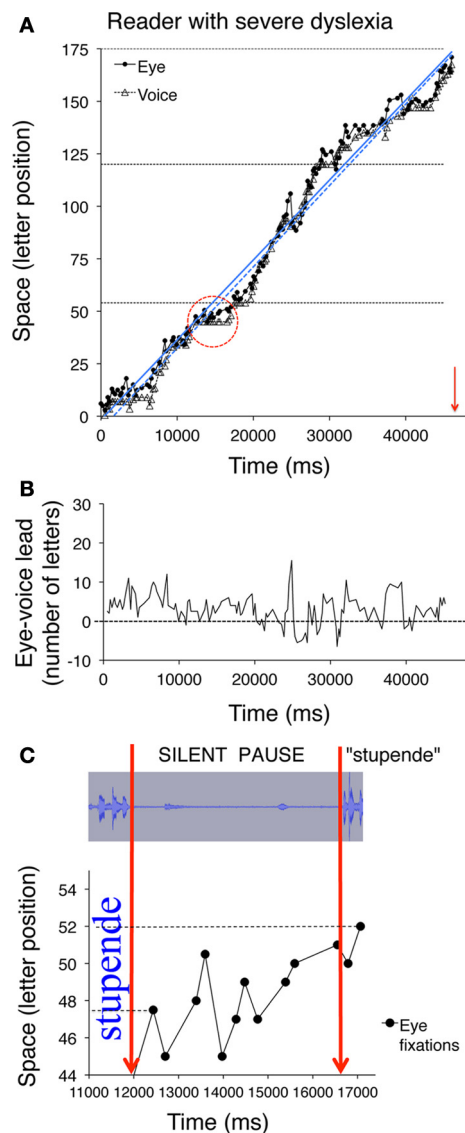 A Reader with severe dyslexia
175
Eye
Voice
150
125
100
75
50
25
0
Space (letter position)
0 10000 20000 30000 40000
Time (ms)
B
30
20
10
0
-10
Eye-voice lead
(number of letters)
0 10000 20000 30000 40000
Time (ms)
C SILENT PAUSE "stupende"
54
52
50
48
46
44
Space (letter position)
stupende
Eye
fixations
11000 12000 13000 14000 15000 16000 17000
Time (ms)